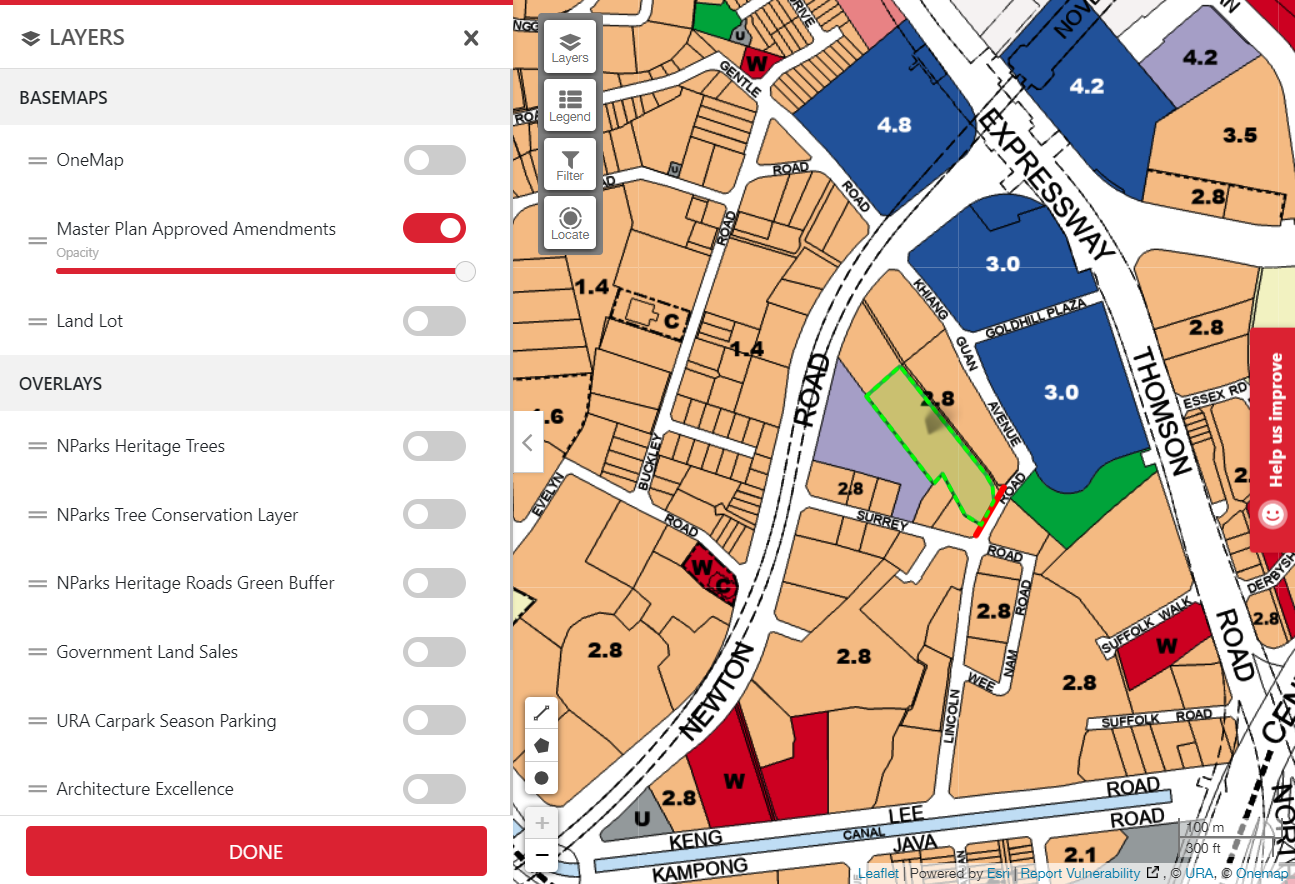 LAYERS
BASEMAPS
OneMap
Master Plan Approved Amendments
Opacity
Land Lot
OVERLAYS
NParks Heritage Trees
NParks Tree Conservation Layer
NParks Heritage Roads Green Buffer
Government Land Sales
URA Carpark Season Parking
Architecture Excellence
DONE
Layers
Legend
Filter
Locate
DRIVE
U
W
GENTLE
ROAD
NOVE
4.2
4.2
4.8
EXPRESSWAY
3.5
2.8
ROAD
ROAD
U
ROAD
3.0
1.4
C
1.4
KHIANG
GUAN
AVENUE
GOLDHILL PLAZA
2.8
THOMSON
ROAD
ESSEX RD
3.0
2.8
.6
Help us improve
2.
BUCKLEY
EVELYN
ROAD
2.8
SURREY
ROAD
ROAD
W
C
2.8
ROAD
NAM
WEE
DERBYSH
2.8
SUFFOLK WALK
W
ROAD
2.8
2.8
2.8
NEWTON
LINCOLN
SUFFOLK ROAD
CEN
W
2.8
U
KENG
LEE
ROAD
CANAL
KAMPONG
JAVA
ROAD
2.1
NOR
100 m
300 ft
Leaflet | Powered by Esri | Report Vulnerability , © URA, © Onemap